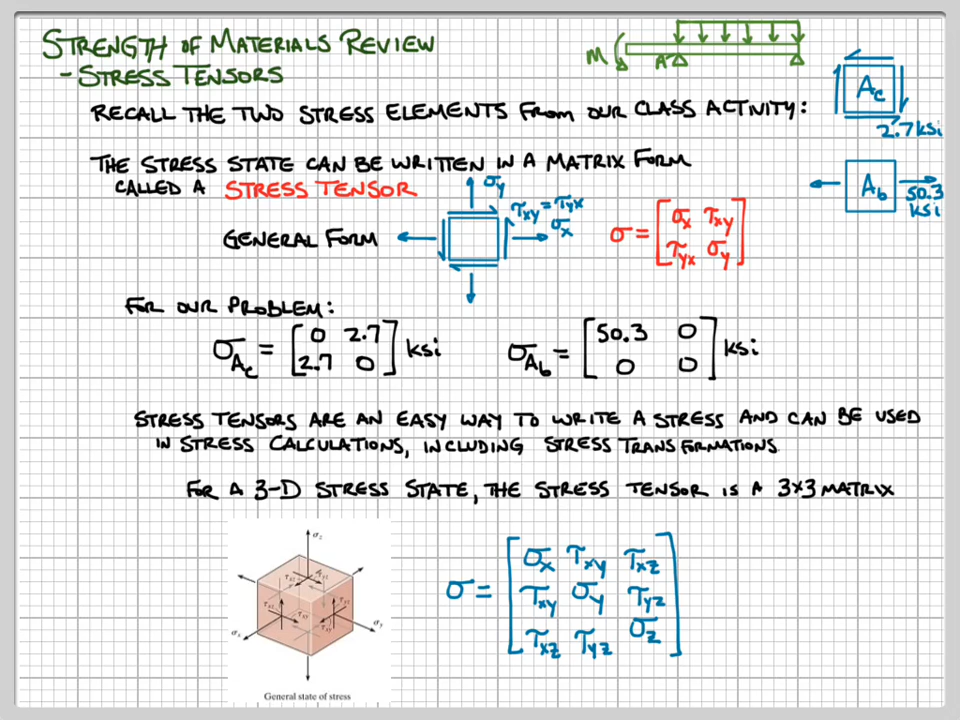 STRENGTH OF MATERIALS REVIEW
- STRESS TENSORS
M
A
Ac
2.7 ksi
RECALL THE TWO STRESS ELEMENTS FROM OUR CLASS ACTIVITY:
THE STRESS STATE CAN BE WRITTEN IN A MATRIX FORM
CALLED A STRESS TENSOR
Ab
50.3
ksi
GENERAL FORM
σy
τxy = τyx
σx
σ = [σx τxy
τyx σy]
FOR OUR PROBLEM:
σAc = [0 2.7
2.7 0] ksi
σAb = [50.3 0
0 0] ksi
STRESS TENSORS ARE AN EASY WAY TO WRITE A STRESS AND CAN BE USED
IN STRESS CALCULATIONS, INCLUDING STRESS TRANSFORMATIONS.
FOR A 3-D STRESS STATE, THE STRESS TENSOR IS A 3x3 MATRIX
σz
σx
σy
General state of stress
σ = [σx τxy τxz
τxy σy τyz
τxz τyz σz]